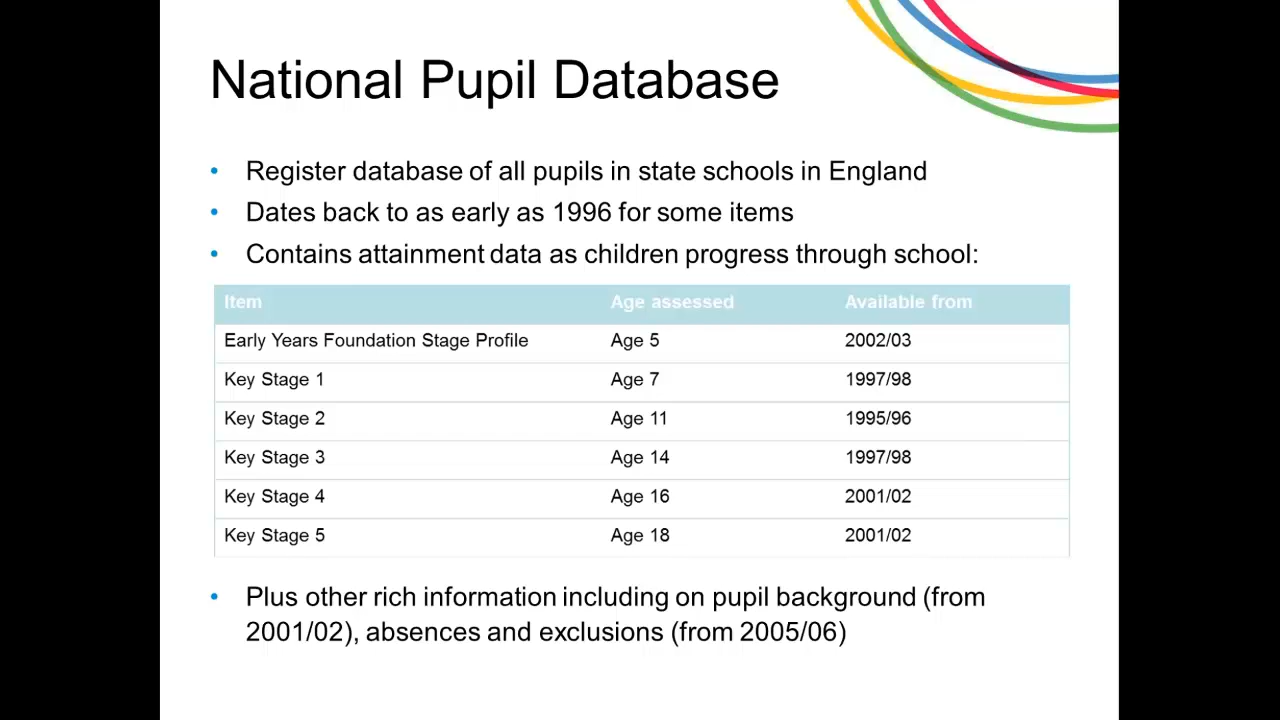 National Pupil Database
• Register database of all pupils in state schools in England
• Dates back to as early as 1996 for some items
• Contains attainment data as children progress through school:
Item Age assessed Available from
Early Years Foundation Stage Profile Age 5 2002/03
Key Stage 1 Age 7 1997/98
Key Stage 2 Age 11 1995/96
Key Stage 3 Age 14 1997/98
Key Stage 4 Age 16 2001/02
Key Stage 5 Age 18 2001/02
• Plus other rich information including on pupil background (from
2001/02), absences and exclusions (from 2005/06)